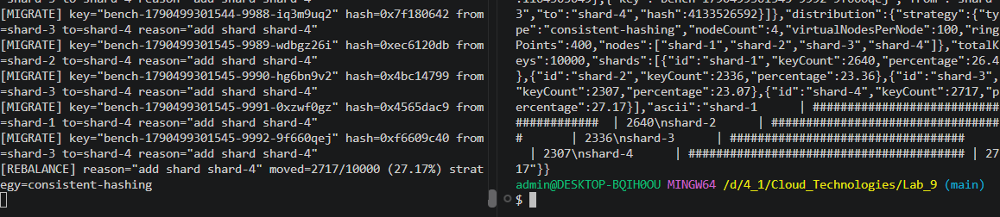 =shard-3 to=shard-4 reason="add shard shard-4"
[MIGRATE] key="bench-1790499301544-9988-iq3m9uq2" hash=0x7f180642 from
=shard-3 to=shard-4 reason="add shard shard-4"
[MIGRATE] key="bench-1790499301545-9989-wdbgz26i" hash=0xec6120db from
=shard-2 to=shard-4 reason="add shard shard-4"
[MIGRATE] key="bench-1790499301545-9990-hg6bn9v2" hash=0x4bc14799 from
=shard-3 to=shard-4 reason="add shard shard-4"
[MIGRATE] key="bench-1790499301545-9991-0xzwf0gz" hash=0x4565dac9 from
=shard-1 to=shard-4 reason="add shard shard-4"
[MIGRATE] key="bench-1790499301545-9992-9f660qej" hash=0xf6609c40 from
=shard-3 to=shard-4 reason="add shard shard-4"
[REBALANCE] reason="add shard shard-4" moved=2717/10000 (27.17%) strat
egy=consistent-hashing
3","to":"shard-4","hash":4133526592}]},"distribution":{"strategy":{"ty
pe":"consistent-hashing","nodeCount":4,"virtualNodesPerNode":100,"ring
Points":400,"nodes":["shard-1","shard-2","shard-3","shard-4"]},"totalK
eys":10000,"shards":[{"id":"shard-1","keyCount":2640,"percentage":26.4
},{"id":"shard-2","keyCount":2336,"percentage":23.36},{"id":"shard-3",
"keyCount":2307,"percentage":23.07},{"id":"shard-4","keyCount":2717,"p
ercentage":27.17}],"ascii":"shard-1      | ############################
############  | 2640\nshard-2      | ###################################
#       | 2336\nshard-3      | ###################################
  | 2307\nshard-4      | ######################################## | 27
17"}}
admin@DESKTOP-BQIH0OU MINGW64 /d/4_1/Cloud_Technologies/Lab_9 (main)
$